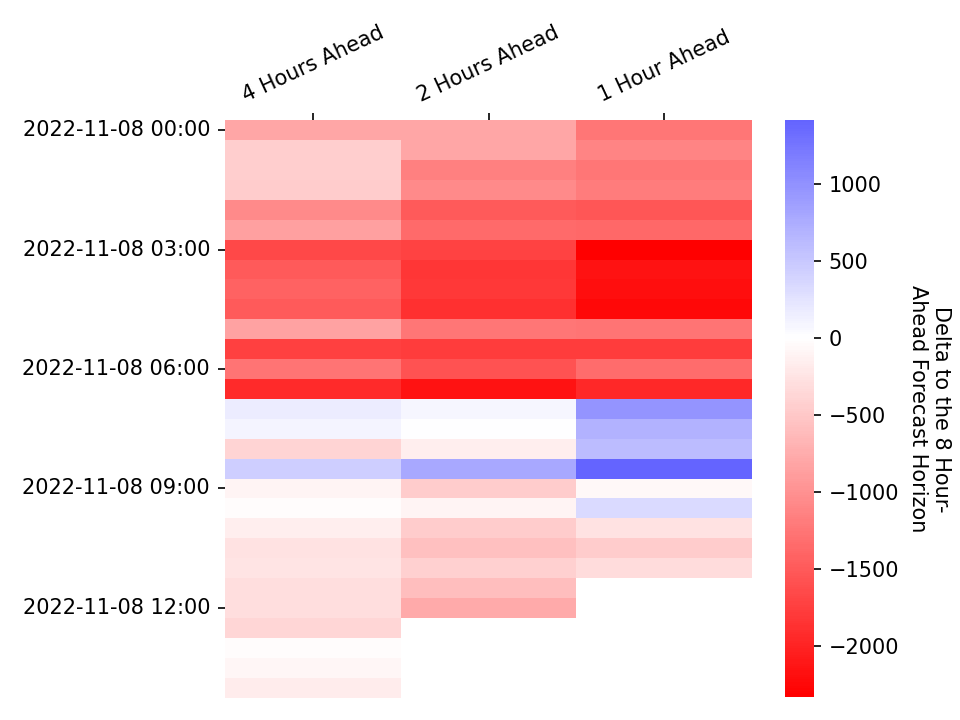 4 Hours Ahead
2 Hours Ahead
1 Hour Ahead
2022-11-08 00:00
2022-11-08 03:00
2022-11-08 06:00
2022-11-08 09:00
2022-11-08 12:00
1000
500
0
−500
−1000
−1500
−2000
Delta to the 8 Hour-
Ahead Forecast Horizon